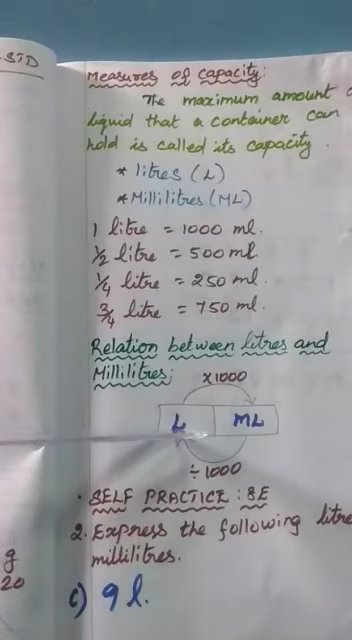 STD
Measures of capacity:
The maximum amount
liquid that a container can
hold is called its capacity.
* litres (L)
* Millilitres (ML)
1 litre = 1000 ml.
1/2 litre = 500 ml.
1/4 litre = 250 ml.
3/4 litre = 750 ml.
Relation between litres and
Millilitres:
x1000
L ML
÷1000
SELF PRACTICE : 8E
2. Express the following litre
millilitres.
g
20
c) 9 l.